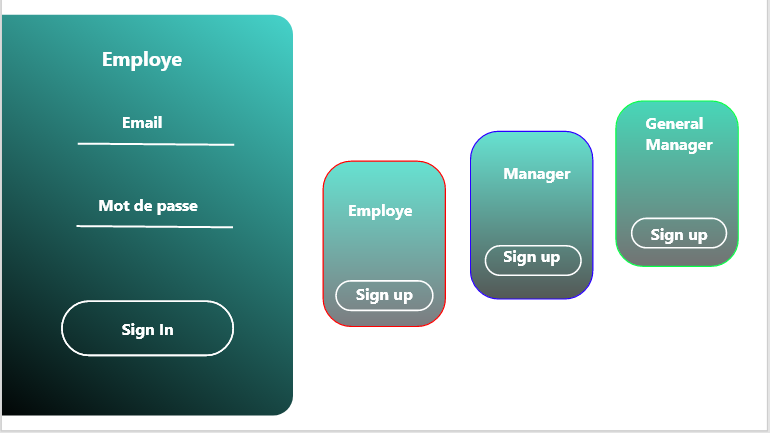 Employe
Email
Mot de passe
Sign In
Employe
Sign up
Manager
Sign up
General
Manager
Sign up